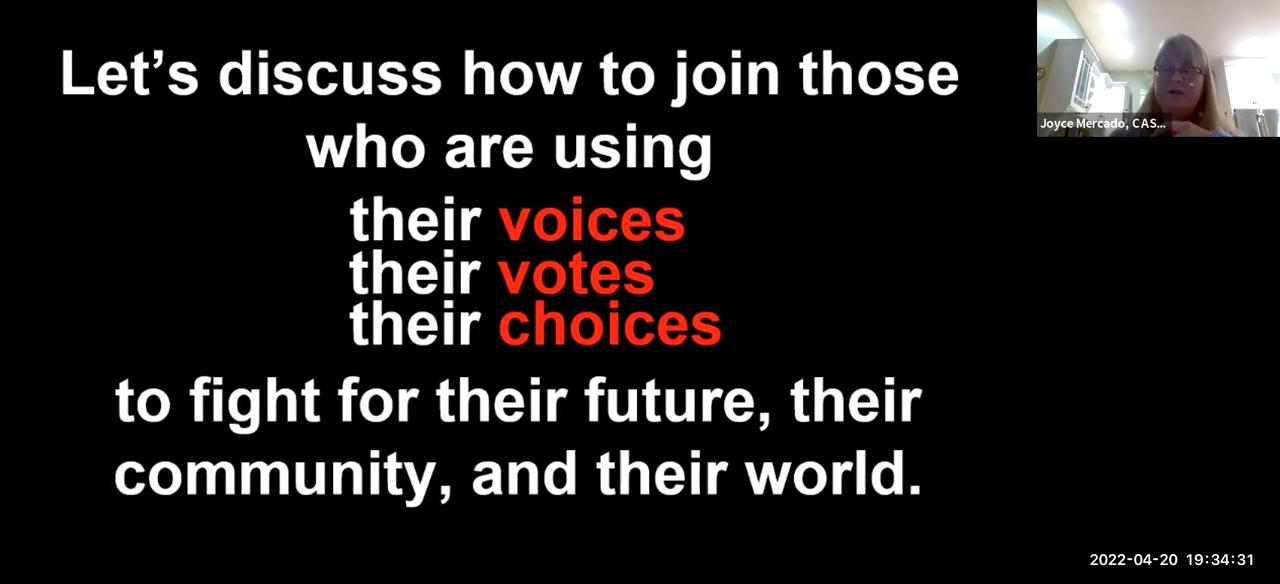 Let's discuss how to join those
who are using
their voices
their votes
their choices
to fight for their future, their
community, and their world.
Joyce Mercado, CAS...
2022-04-20 19:34:31